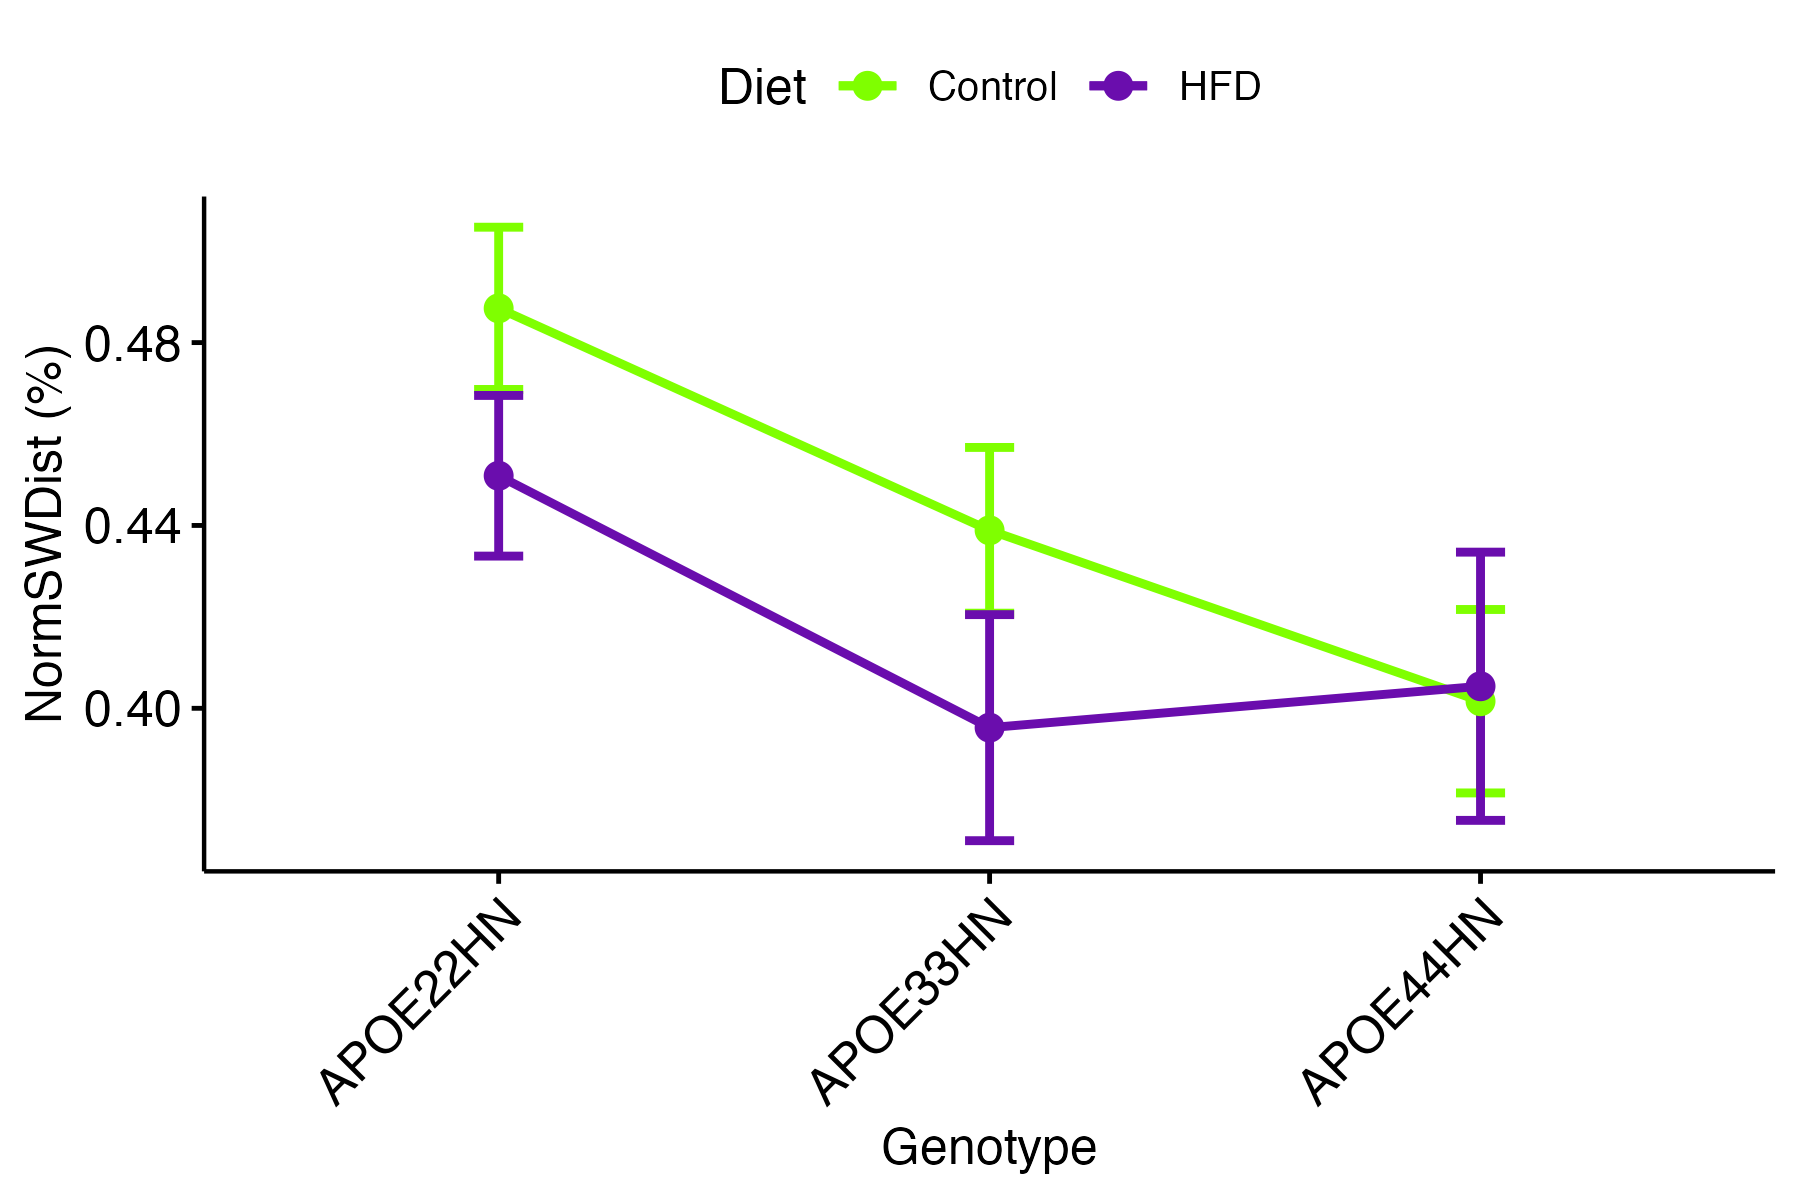 Diet Control HFD
NormSWDist (%)
0.48
0.44
0.40
APOE22HN
APOE33HN
APOE44HN
Genotype